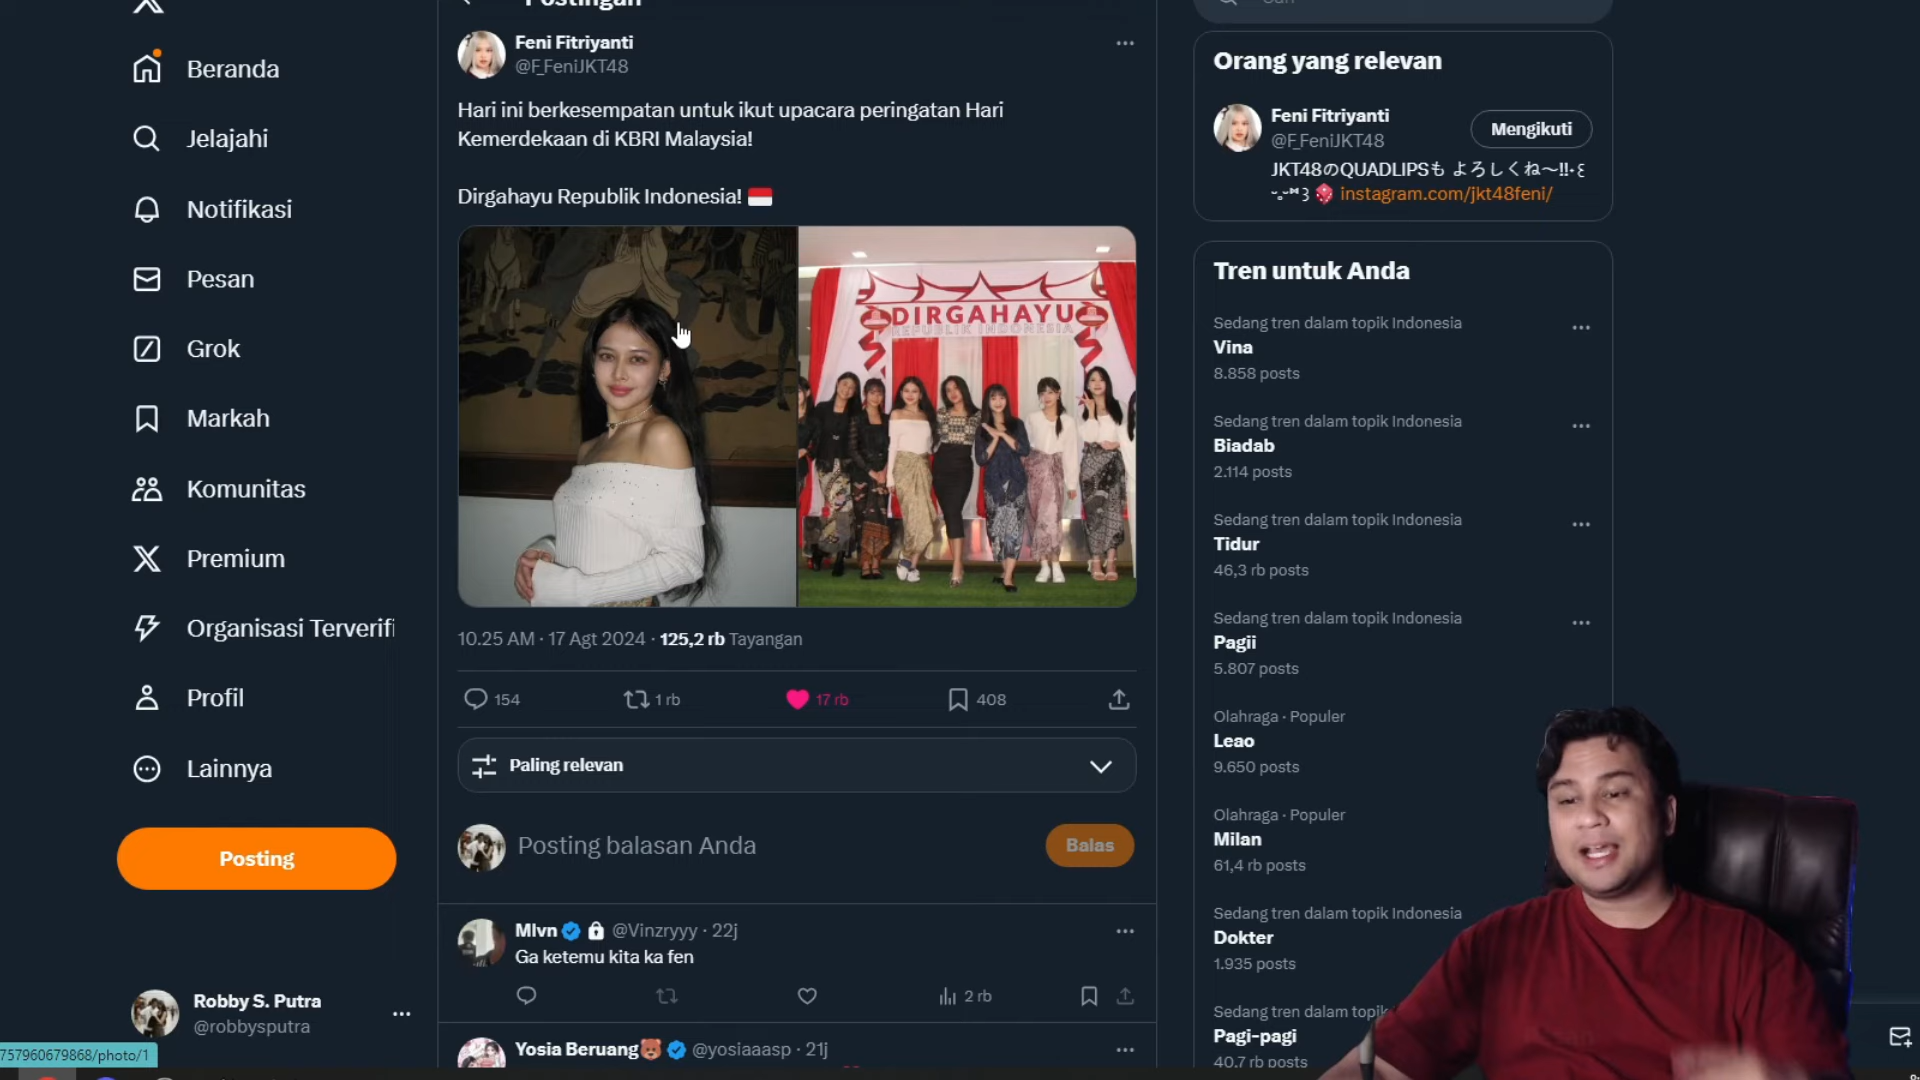 Postingan
Beranda
Jelajahi
Notifikasi
Pesan
Grok
Markah
Komunitas
Premium
Organisasi Terverifi
Profil
Lainnya
Posting
Robby S. Putra
@robbysputra
757960679868/photo/1
Feni Fitriyanti
@F_FeniJKT48
Hari ini berkesempatan untuk ikut upacara peringatan Hari
Kemerdekaan di KBRI Malaysia!
Dirgahayu Republik Indonesia! 🇮🇩
DIRGAHAYU
REPUBLIK INDONESIA
10.25 AM · 17 Agt 2024 · 125,2 rb Tayangan
154 1 rb 17 rb 408
Paling relevan
Posting balasan Anda
Balas
Mlvn @Vinzryyy · 22j
Ga ketemu kita ka fen
2 rb
Yosia Beruang🐻 @yosiaaasp · 21j
Cari
Orang yang relevan
Feni Fitriyanti
@F_FeniJKT48
Mengikuti
JKT48のQUADLIPSも よろしくね〜!!
instagram.com/jkt48feni/
Tren untuk Anda
Sedang tren dalam topik Indonesia
Vina
8.858 posts
Sedang tren dalam topik Indonesia
Biadab
2.114 posts
Sedang tren dalam topik Indonesia
Tidur
46,3 rb posts
Sedang tren dalam topik Indonesia
Pagii
5.807 posts
Olahraga · Populer
Leao
9.650 posts
Olahraga · Populer
Milan
61,4 rb posts
Sedang tren dalam topik Indonesia
Dokter
1.935 posts
Sedang tren dalam topik
Pagi-pagi
40.7 rb posts